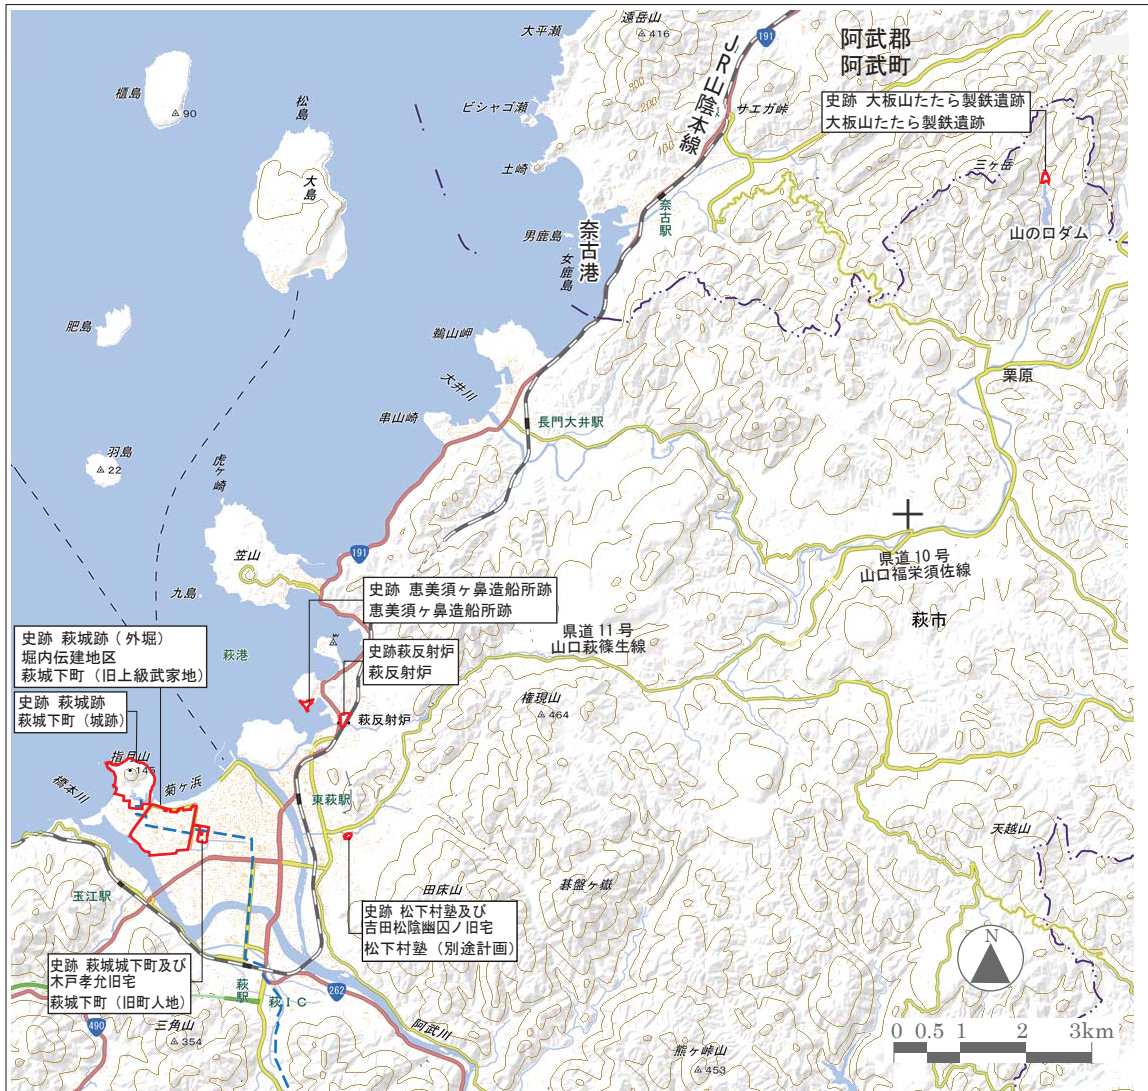 遠岳山
416
大平瀬
191
阿武郡
阿武町
JR山陰本線
櫃島
90
松島
大島
ビシャゴ瀬
サエガ峠
史跡 大板山たたら製鉄遺跡
大板山たたら製鉄遺跡
300
200
100
土崎
三ヶ岳
奈古駅
山の口ダム
男鹿島
女鹿島
奈古港
肥島
鵜山岬
大井川
栗原
串山崎
長門大井駅
羽島
22
虎ケ崎
笠山
191
県道 10 号
山口福栄須佐線
九島
史跡 恵美須ヶ鼻造船所跡
恵美須ヶ鼻造船所跡
萩市
史跡 萩城跡（外堀）
堀内伝建地区
萩城下町（旧上級武家地）
萩港
県道 11 号
山口萩篠生線
史跡萩反射炉
萩反射炉
史跡 萩城跡
萩城下町（城跡）
権現山
464
萩反射炉
指月山
145
橋本川
菊ヶ浜
東萩駅
天越山
玉江駅
田床山
碁盤ヶ嶽
史跡 松下村塾及び
吉田松陰幽囚ノ旧宅
松下村塾（別途計画）
史跡 萩城城下町及び
木戸孝允旧宅
萩城下町（旧町人地）
萩駅
萩ＩＣ
262
N
490
三角山
354
阿武川
熊ヶ峠山
453
0 0.5 1 2 3km